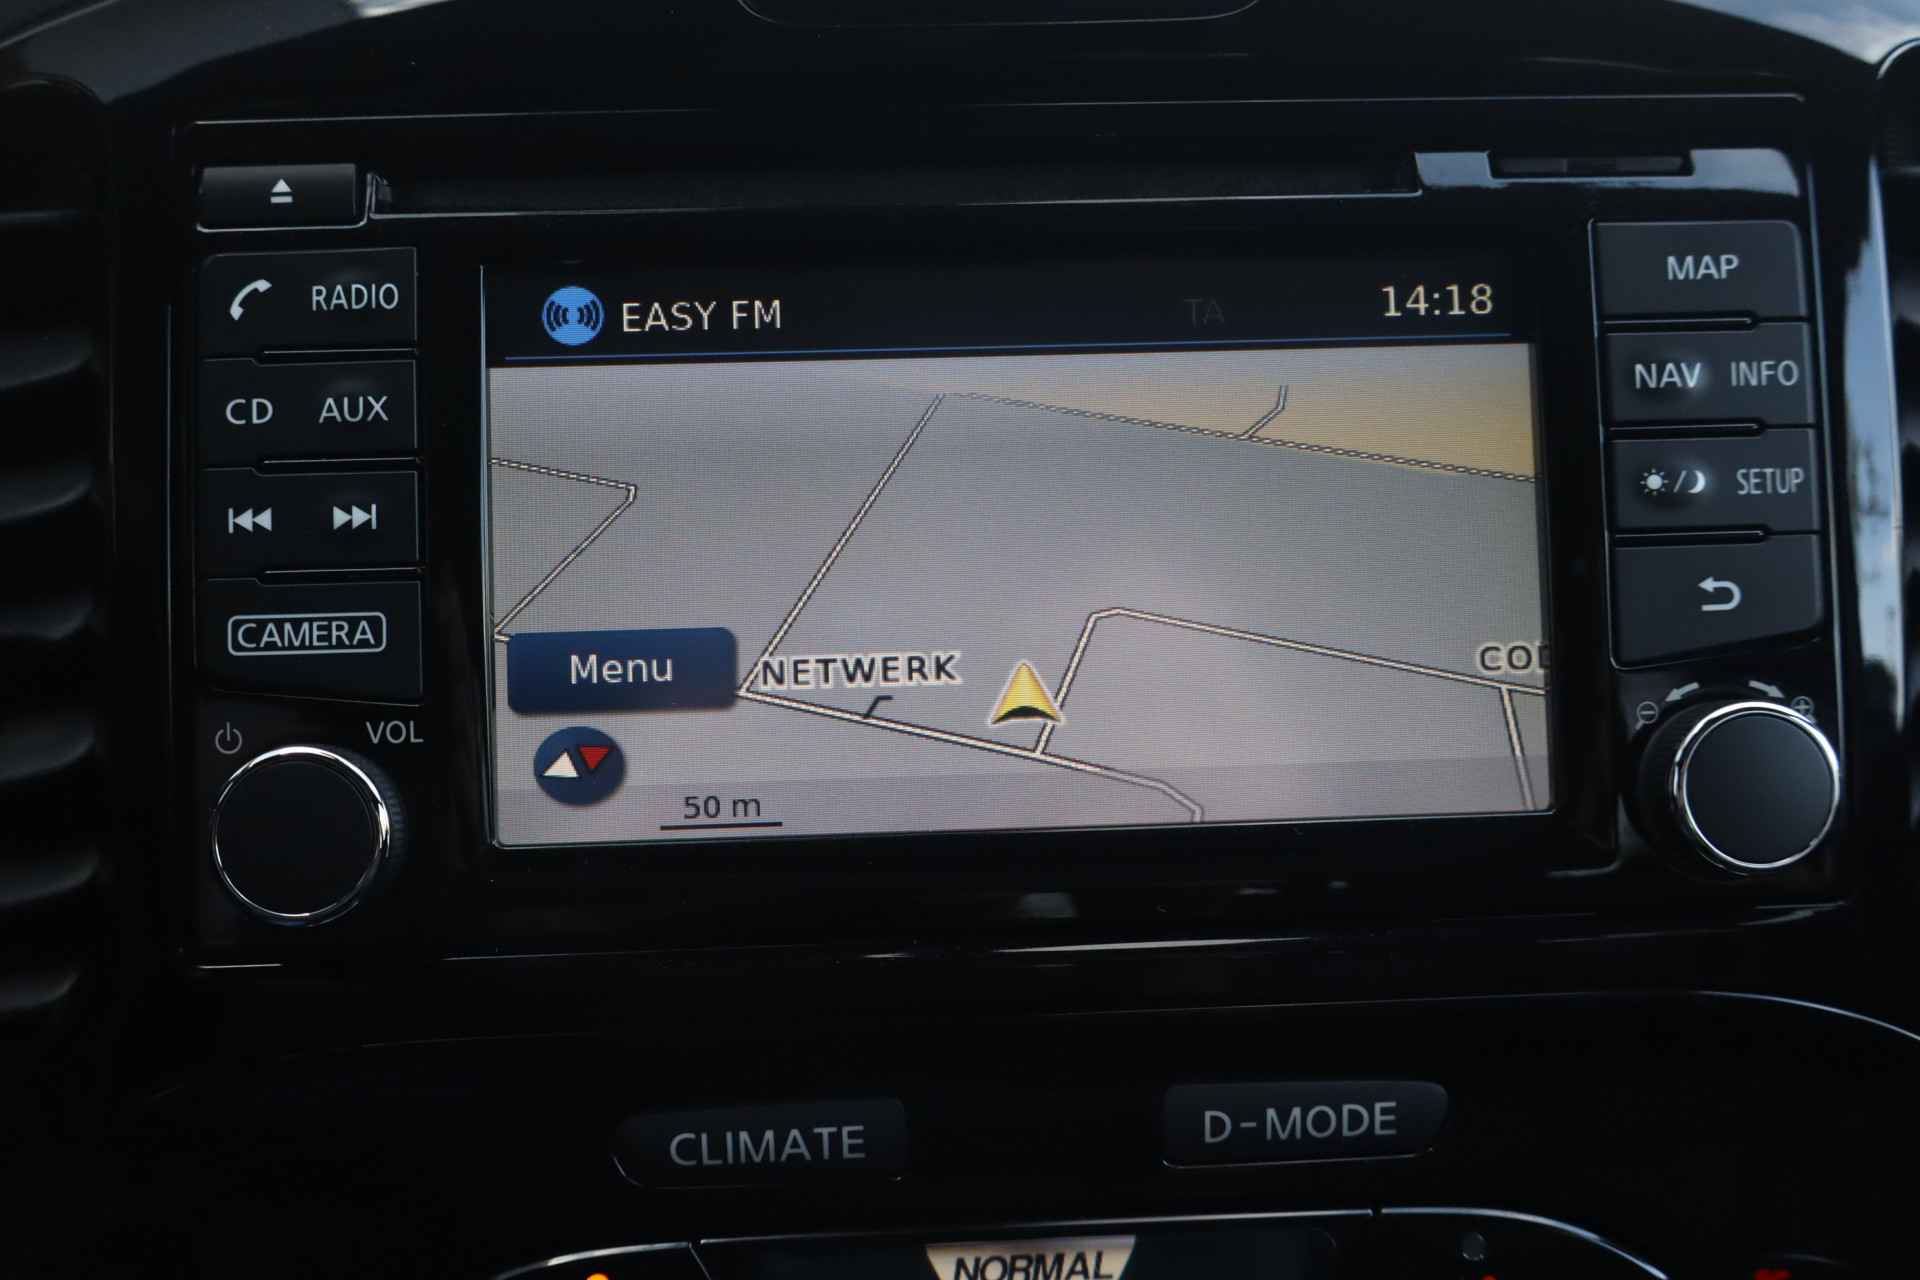 EASY FM TA 14:18
RADIO
CD AUX
CAMERA
VOL
Menu
NETWERK
50 m
MAP
NAV INFO
SETUP
CLIMATE D-MODE
NORMAL